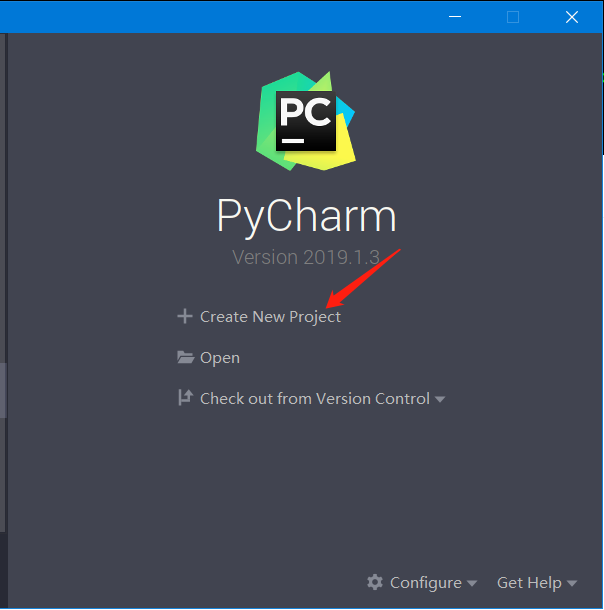 PC
PyCharm
Version 2019.1.3
Create New Project
Open
Check out from Version Control
Configure Get Help